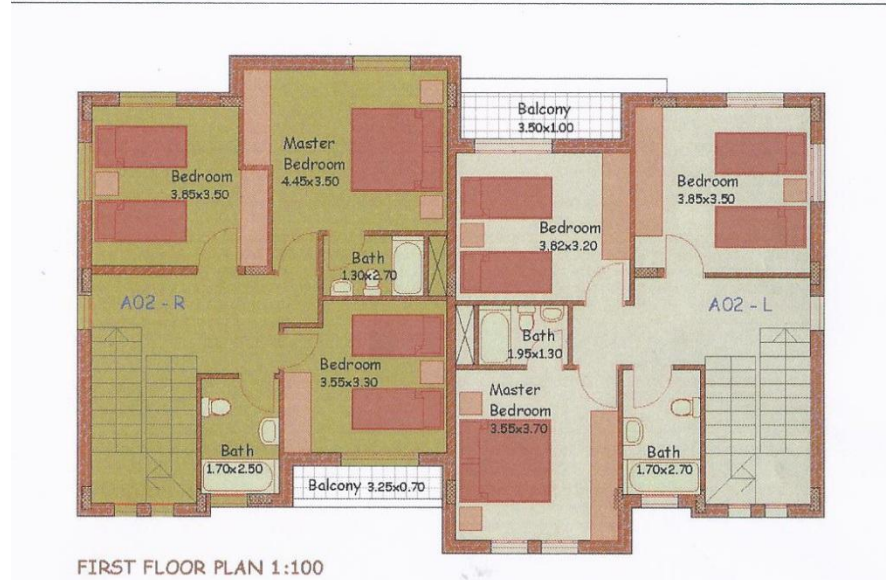 Balcony
3.50x1.00
Master
Bedroom
4.45x3.50
Bedroom
3.85x3.50
Bedroom
3.85x3.50
Bedroom
3.82x3.20
Bath
1.30x2.70
A02 - R
A02 - L
Bath
1.95x1.30
Bedroom
3.55x3.30
Master
Bedroom
3.55x3.70
Bath
1.70x2.50
Bath
1.70x2.70
Balcony 3.25x0.70
FIRST FLOOR PLAN 1:100